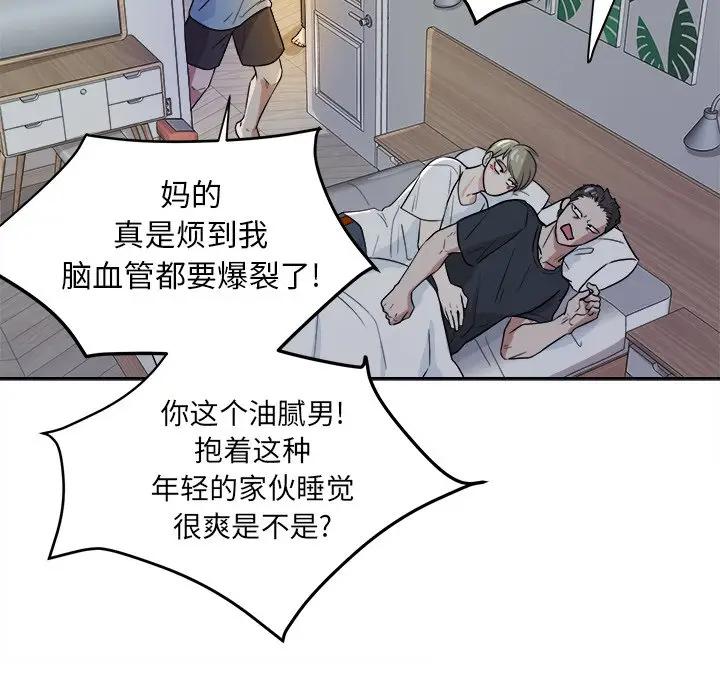 妈的
真是烦到我
脑血管都要爆裂了!
你这个油腻男!
抱着这种
年轻的家伙睡觉
很爽是不是?